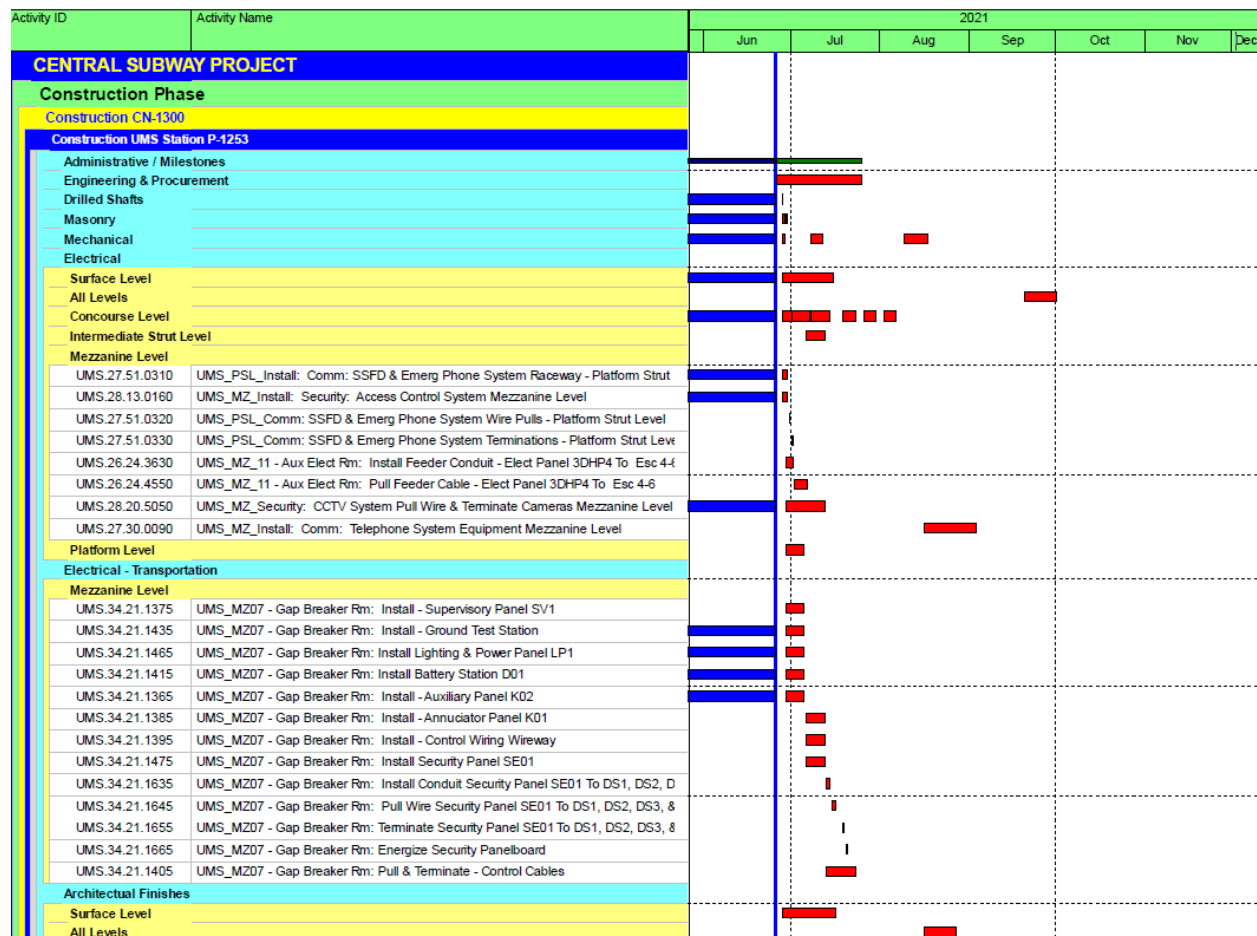 Activity ID Activity Name 2021
Jun Jul Aug Sep Oct Nov Dec
CENTRAL SUBWAY PROJECT
Construction Phase
Construction CN-1300
Construction UMS Station P-1253
Administrative / Milestones
Engineering & Procurement
Drilled Shafts
Masonry
Mechanical
Electrical
Surface Level
All Levels
Concourse Level
Intermediate Strut Level
Mezzanine Level
UMS.27.51.0310 UMS_PSL_Install: Comm: SSFD & Emerg Phone System Raceway - Platform Strut
UMS.28.13.0160 UMS_MZ_Install: Security: Access Control System Mezzanine Level
UMS.27.51.0320 UMS_PSL_Comm: SSFD & Emerg Phone System Wire Pulls - Platform Strut Level
UMS.27.51.0330 UMS_PSL_Comm: SSFD & Emerg Phone System Terminations - Platform Strut Leve
UMS.26.24.3630 UMS_MZ_11 - Aux Elect Rm: Install Feeder Conduit - Elect Panel 3DHP4 To Esc 4-6
UMS.26.24.4550 UMS_MZ_11 - Aux Elect Rm: Pull Feeder Cable - Elect Panel 3DHP4 To Esc 4-6
UMS.28.20.5050 UMS_MZ_Security: CCTV System Pull Wire & Terminate Cameras Mezzanine Level
UMS.27.30.0090 UMS_MZ_Install: Comm: Telephone System Equipment Mezzanine Level
Platform Level
Electrical - Transportation
Mezzanine Level
UMS.34.21.1375 UMS_MZ07 - Gap Breaker Rm: Install - Supervisory Panel SV1
UMS.34.21.1435 UMS_MZ07 - Gap Breaker Rm: Install - Ground Test Station
UMS.34.21.1465 UMS_MZ07 - Gap Breaker Rm: Install Lighting & Power Panel LP1
UMS.34.21.1415 UMS_MZ07 - Gap Breaker Rm: Install Battery Station D01
UMS.34.21.1365 UMS_MZ07 - Gap Breaker Rm: Install - Auxiliary Panel K02
UMS.34.21.1385 UMS_MZ07 - Gap Breaker Rm: Install - Annuciator Panel K01
UMS.34.21.1395 UMS_MZ07 - Gap Breaker Rm: Install - Control Wiring Wireway
UMS.34.21.1475 UMS_MZ07 - Gap Breaker Rm: Install Security Panel SE01
UMS.34.21.1635 UMS_MZ07 - Gap Breaker Rm: Install Conduit Security Panel SE01 To DS1, DS2, D
UMS.34.21.1645 UMS_MZ07 - Gap Breaker Rm: Pull Wire Security Panel SE01 To DS1, DS2, DS3, &
UMS.34.21.1655 UMS_MZ07 - Gap Breaker Rm: Terminate Security Panel SE01 To DS1, DS2, DS3, &
UMS.34.21.1665 UMS_MZ07 - Gap Breaker Rm: Energize Security Panelboard
UMS.34.21.1405 UMS_MZ07 - Gap Breaker Rm: Pull & Terminate - Control Cables
Architectual Finishes
Surface Level
All Levels